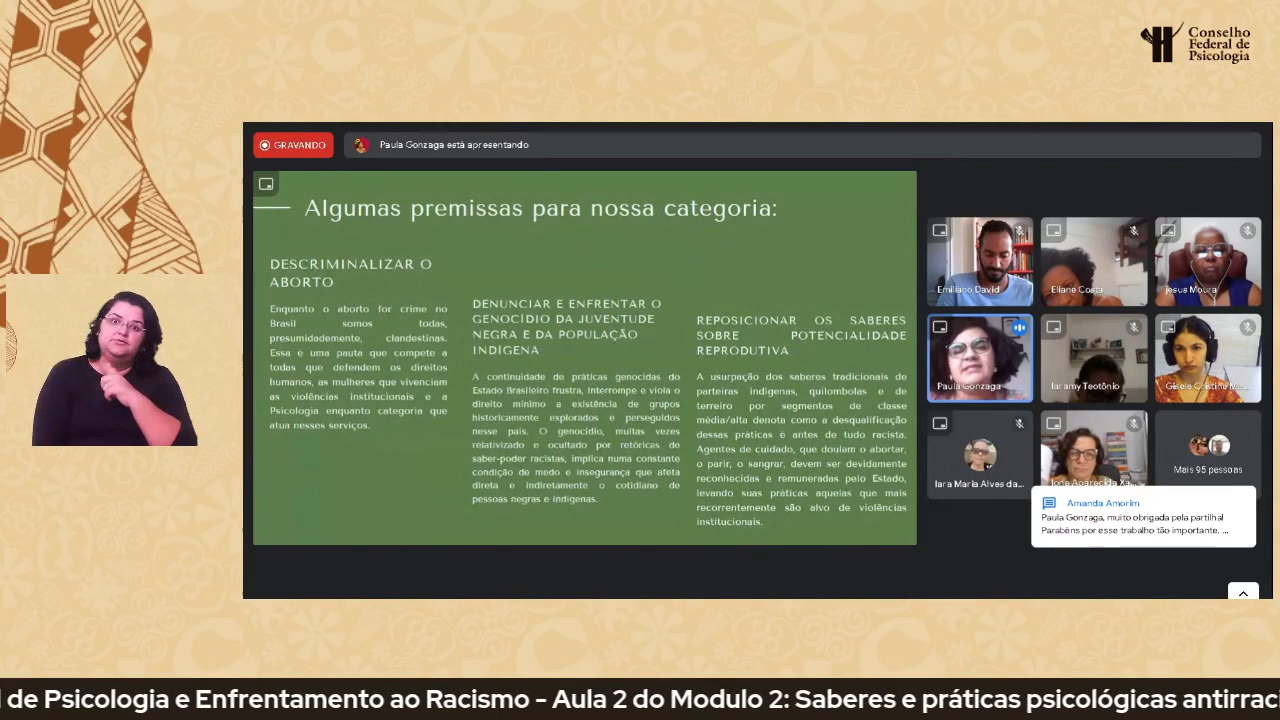 Conselho
Federal de
Psicologia
GRAVANDO
Paula Gonzaga está apresentando
Algumas premissas para nossa categoria:
DESCRIMINALIZAR O
ABORTO
Enquanto o aborto for crime no
Brasil somos todas,
presumidademente, clandestinas.
Essa é uma pauta que compete a
todas que defendem os direitos
humanos, as mulheres que vivenciam
as violências institucionais e a
Psicologia enquanto categoria que
atua nesses serviços.
DENUNCIAR E ENFRENTAR O
GENOCÍDIO DA JUVENTUDE
NEGRA E DA POPULAÇÃO
INDÍGENA
A continuidade de práticas genocidas do
Estado Brasileiro frustra, interrompe e viola o
direito mínimo a existência de grupos
historicamente explorados e perseguidos
nesse país. O genocídio, muitas vezes
relativizado e ocultado por retóricas de
saber-poder racistas, implica numa constante
condição de medo e insegurança que afeta
direta e indiretamente o cotidiano de
pessoas negras e indígenas.
REPOSICIONAR OS SABERES
SOBRE POTENCIALIDADE
REPRODUTIVA
A usurpação dos saberes tradicionais de
parteiras indígenas, quilombolas e de
terreiro por segmentos de classe
média/alta denota como a desqualificação
dessas práticas é antes de tudo racista.
Agentes de cuidado, que doulam o abortar,
o parir, o sangrar, devem ser devidamente
reconhecidas e remuneradas pelo Estado,
levando suas práticas aquelas que mais
recorrentemente são alvo de violências
institucionais.
Emiliano David
Eliane Costa
jesus Moura
Paula Gonzaga
Iaramy Teotônio
Gisele Cristina M...
Iara Maria Alves da...
Ione Aparecida Xa...
Mais 95 pessoas
Amanda Amorim
Paula Gonzaga, muito obrigada pela partilha!
Parabéns por esse trabalho tão importante. ...
l de Psicologia e Enfrentamento ao Racismo - Aula 2 do Modulo 2: Saberes e práticas psicológicas antirraci